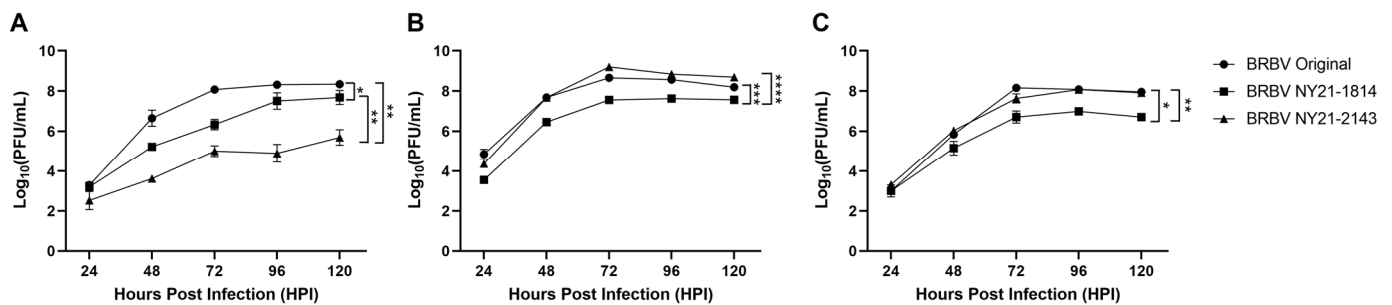 A
Log10(PFU/mL)
10
8
6
4
2
0
24 48 72 96 120
Hours Post Infection (HPI)
*
**
**
B
Log10(PFU/mL)
10
8
6
4
2
0
24 48 72 96 120
Hours Post Infection (HPI)
***
****
C
Log10(PFU/mL)
10
8
6
4
2
0
24 48 72 96 120
Hours Post Infection (HPI)
*
**
BRBV Original
BRBV NY21-1814
BRBV NY21-2143